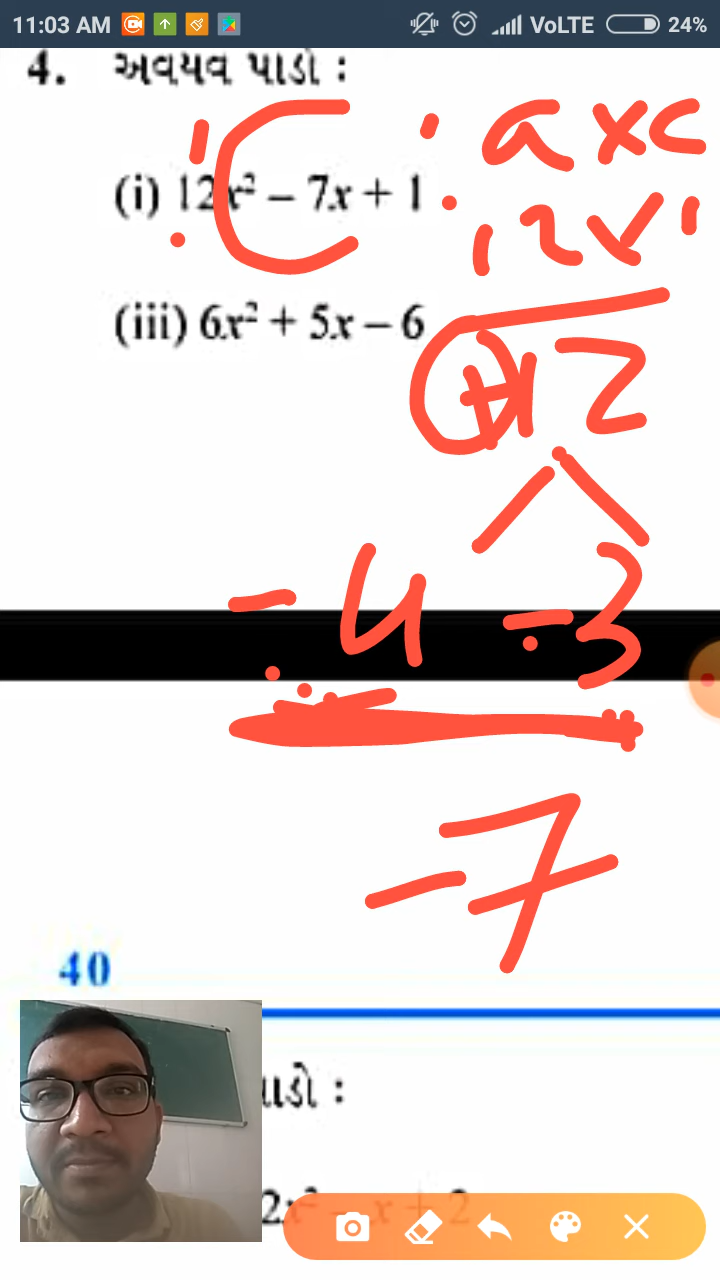 11:03 AM VoLTE 24%
4. અવયવ પાડો :
a x c
(i) 12x² – 7x + 1
12 x 1
(iii) 6x² + 5x – 6
+12
- 4 - 3
- 7
40
પાડો :